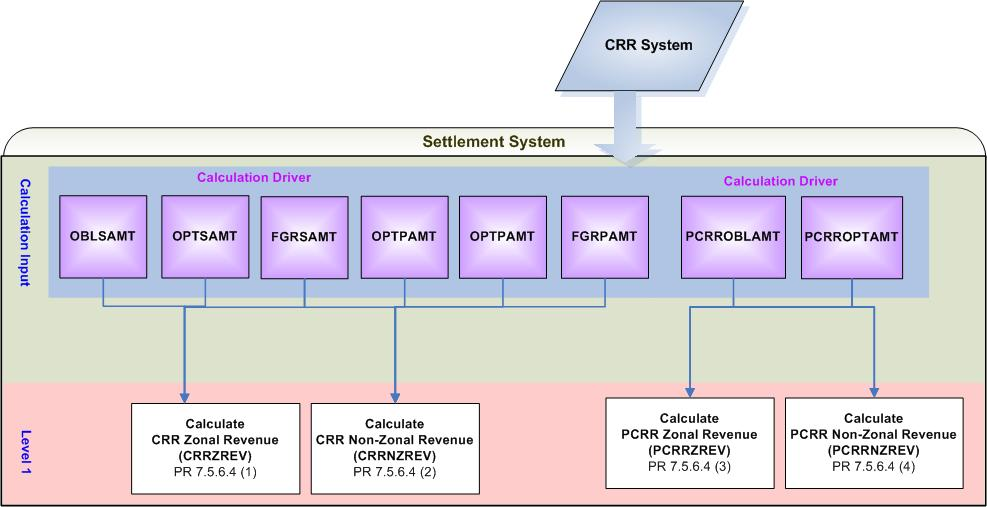 CRR System
Settlement System
Calculation Input
Calculation Driver
Calculation Driver
OBLSAMT
OPTSAMT
FGRSAMT
OPTPAMT
OPTPAMT
FGRPAMT
PCRROBLAMT
PCRROPTAMT
Level 1
Calculate
CRR Zonal Revenue
(CRRZREV)
PR 7.5.6.4 (1)
Calculate
CRR Non-Zonal Revenue
(CRRNZREV)
PR 7.5.6.4 (2)
Calculate
PCRR Zonal Revenue
(PCRRZREV)
PR 7.5.6.4 (3)
Calculate
PCRR Non-Zonal Revenue
(PCRRNZREV)
PR 7.5.6.4 (4)